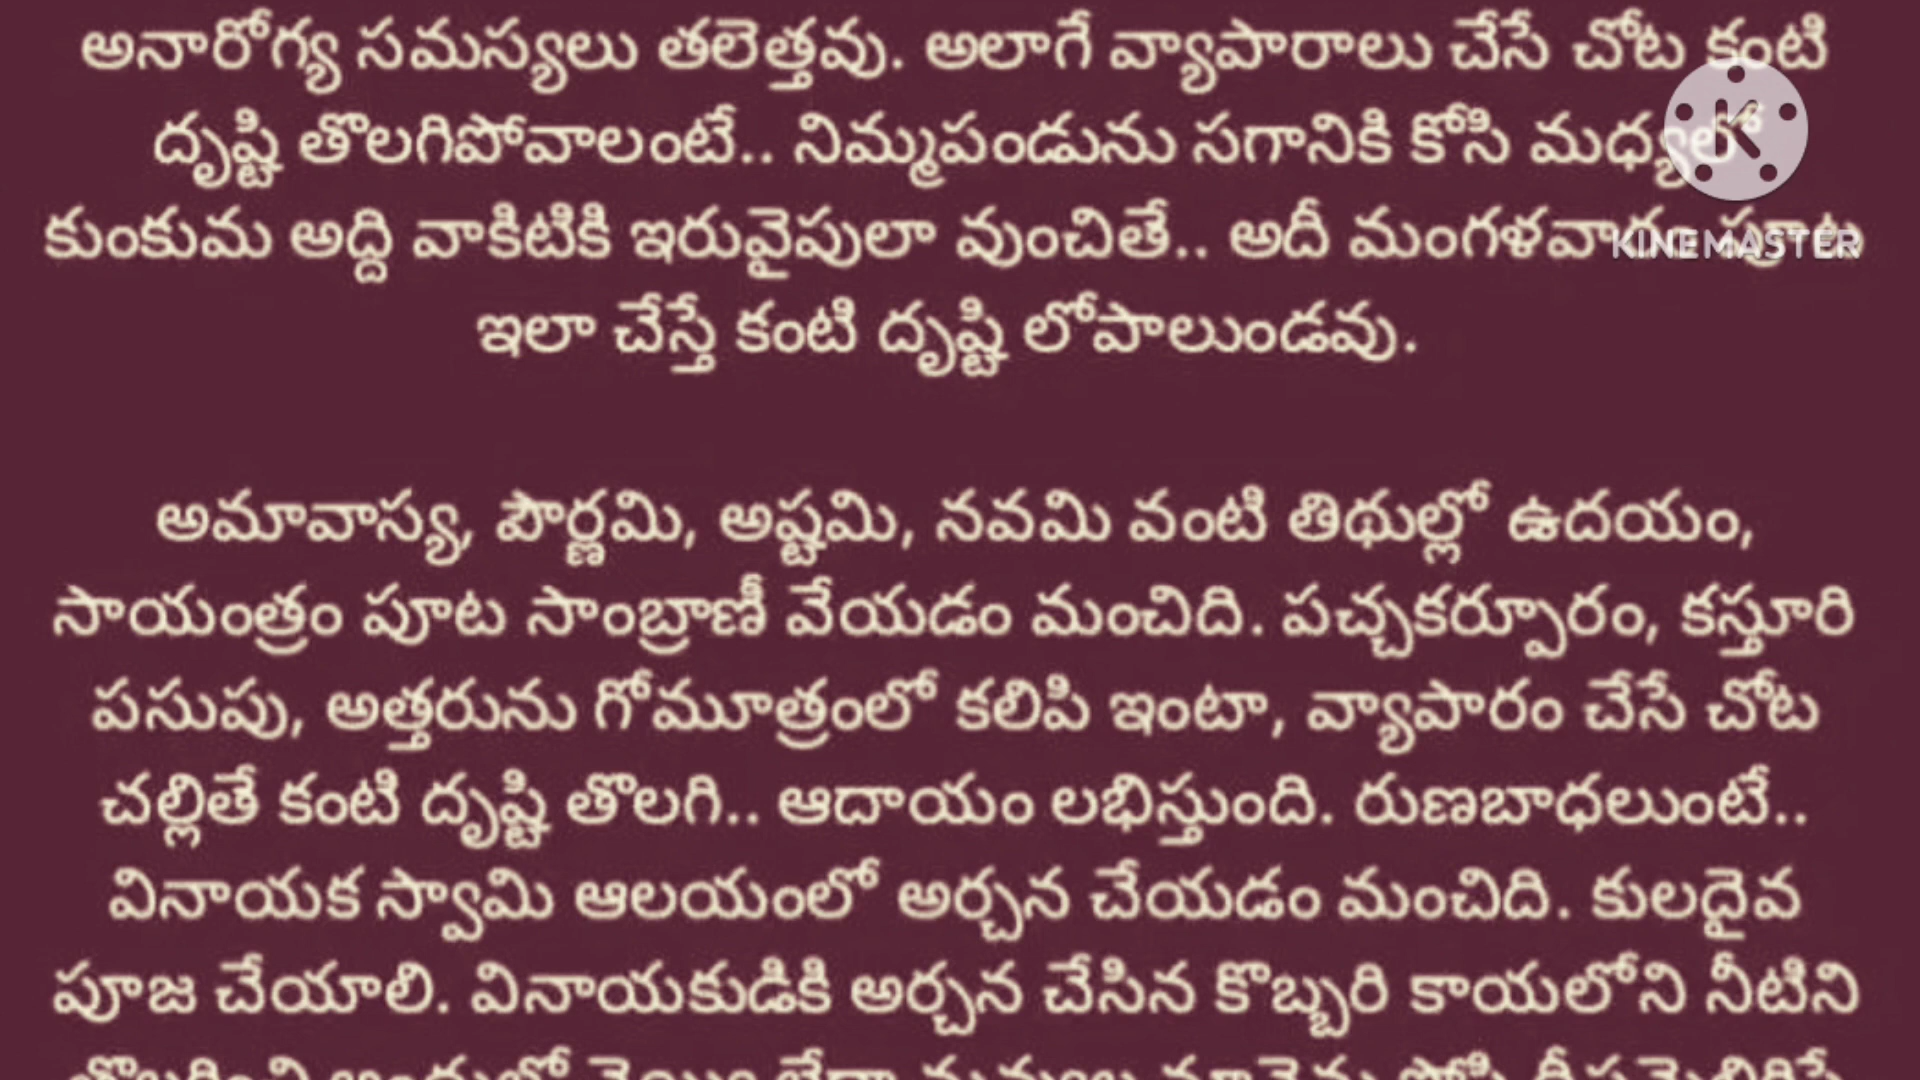 అనారోగ్య సమస్యలు తలెత్తవు. అలాగే వ్యాపారాలు చేసే చోట కంటి
దృష్టి తొలగిపోవాలంటే.. నిమ్మపండును సగానికి కోసి మధ్యలో
కుంకుమ అద్ది వాకిటికి ఇరువైపులా వుంచితే.. అదీ మంగళవారం పూట
KINEMASTER
ఇలా చేస్తే కంటి దృష్టి లోపాలుండవు.
అమావాస్య, పౌర్ణమి, అష్టమి, నవమి వంటి తిథుల్లో ఉదయం,
సాయంత్రం పూట సాంబ్రాణీ వేయడం మంచిది. పచ్చకర్పూరం, కస్తూరి
పసుపు, అత్తరును గోమూత్రంలో కలిపి ఇంటా, వ్యాపారం చేసే చోట
చల్లితే కంటి దృష్టి తొలగి.. ఆదాయం లభిస్తుంది. రుణబాధలుంటే..
వినాయక స్వామి ఆలయంలో అర్చన చేయడం మంచిది. కులదైవ
పూజ చేయాలి. వినాయకుడికి అర్చన చేసిన కొబ్బరి కాయలోని నీటిని